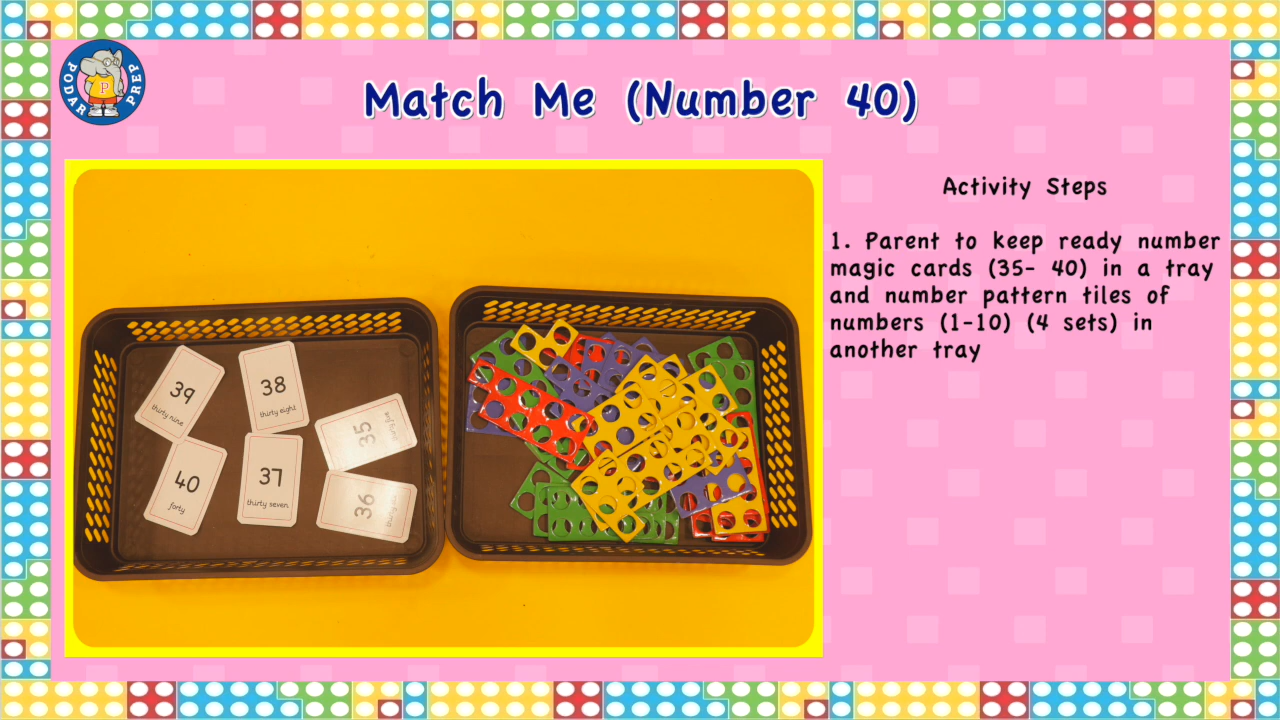 PODAR PREP
P
Match Me (Number 40)
Activity Steps
1. Parent to keep ready number
magic cards (35- 40) in a tray
and number pattern tiles of
numbers (1-10) (4 sets) in
another tray
39
thirty nine
38
thirty eight
35
thirty five
40
forty
37
thirty seven
36